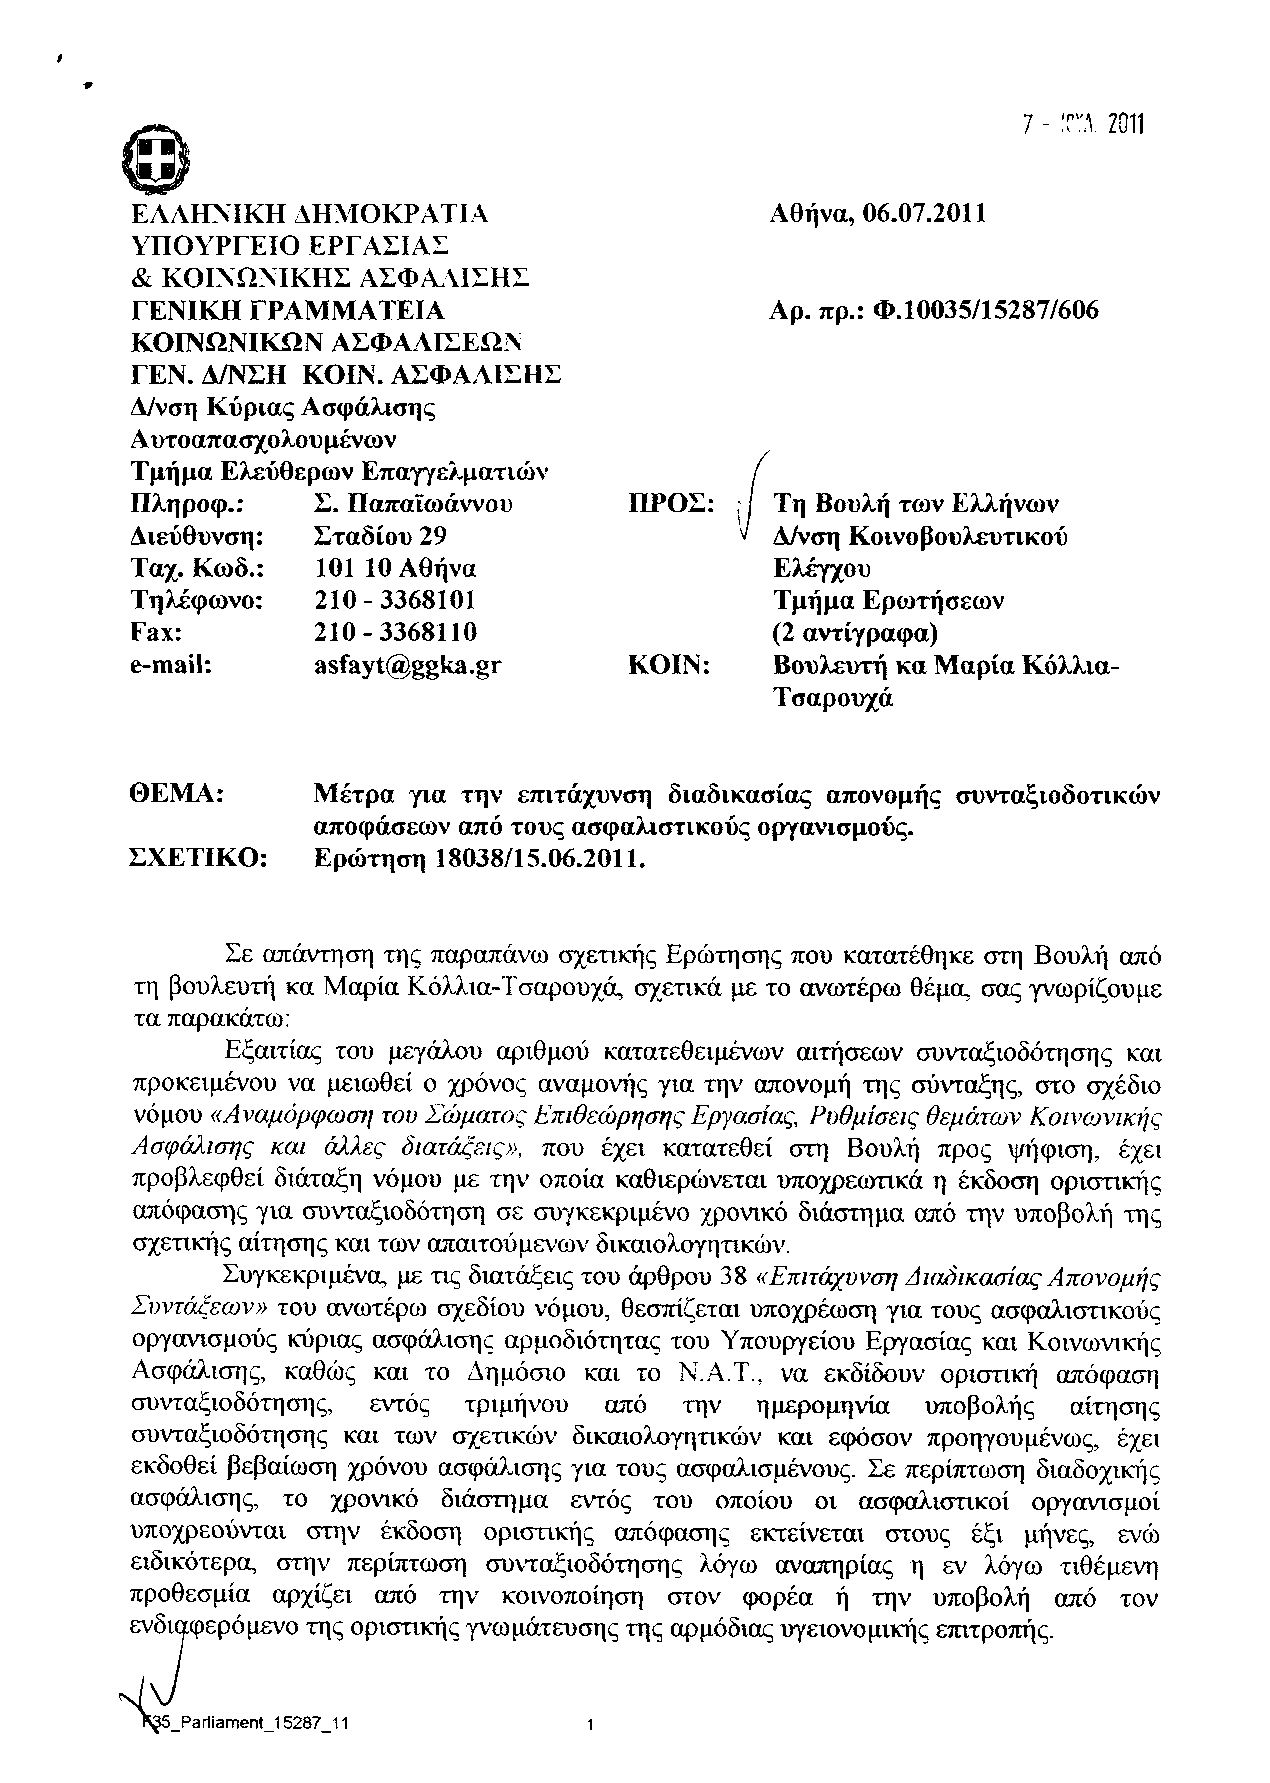 7 - 2011
ΕΛΛΗΝΙΚΗ ΔΗΜΟΚΡΑΤΙΑ
Αθήνα, 06.07.2011
ΥΠΟΥΡΓΕΙΟ ΕΡΓΑΣΙΑΣ
& ΚΟΙΝΩΝΙΚΗΣ ΑΣΦΑΛΙΣΗΣ
ΓΕΝΙΚΗ ΓΡΑΜΜΑΤΕΙΑ
Αρ. πρ.: Φ.10035/15287/606
ΚΟΙΝΩΝΙΚΩΝ ΑΣΦΑΛΙΣΕΩΝ
ΓΕΝ. Δ/ΝΣΗ ΚΟΙΝ. ΑΣΦΑΛΙΣΗΣ
Δ/νση Κύριας Ασφάλισης
Αυτοαπασχολουμένων
Τμήμα Ελεύθερων Επαγγελματιών
Πληροφ.: Σ. Παπαϊωάννου
Διεύθυνση: Σταδίου 29
Ταχ. Κωδ.: 101 10 Αθήνα
Τηλέφωνο: 210 - 3368101
Fax: 210 - 3368110
e-mail: asfayt@ggka.gr
ΠΡΟΣ: Τη Βουλή των Ελλήνων
Δ/νση Κοινοβουλευτικού
Ελέγχου
Τμήμα Ερωτήσεων
(2 αντίγραφα)
ΚΟΙΝ: Βουλευτή κα Μαρία Κόλλια-
Τσαρουχά
ΘΕΜΑ: Μέτρα για την επιτάχυνση διαδικασίας απονομής συνταξιοδοτικών
αποφάσεων από τους ασφαλιστικούς οργανισμούς.
ΣΧΕΤΙΚΟ: Ερώτηση 18038/15.06.2011.
Σε απάντηση της παραπάνω σχετικής Ερώτησης που κατατέθηκε στη Βουλή από
τη βουλευτή κα Μαρία Κόλλια-Τσαρουχά, σχετικά με το ανωτέρω θέμα, σας γνωρίζουμε
τα παρακάτω:
Εξαιτίας του μεγάλου αριθμού κατατεθειμένων αιτήσεων συνταξιοδότησης και
προκειμένου να μειωθεί ο χρόνος αναμονής για την απονομή της σύνταξης, στο σχέδιο
νόμου «Αναμόρφωση του Σώματος Επιθεώρησης Εργασίας, Ρυθμίσεις θεμάτων Κοινωνικής
Ασφάλισης και άλλες διατάξεις», που έχει κατατεθεί στη Βουλή προς ψήφιση, έχει
προβλεφθεί διάταξη νόμου με την οποία καθιερώνεται υποχρεωτικά η έκδοση οριστικής
απόφασης για συνταξιοδότηση σε συγκεκριμένο χρονικό διάστημα από την υποβολή της
σχετικής αίτησης και των απαιτούμενων δικαιολογητικών.
Συγκεκριμένα, με τις διατάξεις του άρθρου 38 «Επιτάχυνση Διαδικασίας Απονομής
Συντάξεων» του ανωτέρω σχεδίου νόμου, θεσπίζεται υποχρέωση για τους ασφαλιστικούς
οργανισμούς κύριας ασφάλισης αρμοδιότητας του Υπουργείου Εργασίας και Κοινωνικής
Ασφάλισης, καθώς και το Δημόσιο και το Ν.Α.Τ., να εκδίδουν οριστική απόφαση
συνταξιοδότησης, εντός τριμήνου από την ημερομηνία υποβολής αίτησης
συνταξιοδότησης και των σχετικών δικαιολογητικών και εφόσον προηγουμένως, έχει
εκδοθεί βεβαίωση χρόνου ασφάλισης για τους ασφαλισμένους. Σε περίπτωση διαδοχικής
ασφάλισης, το χρονικό διάστημα εντός του οποίου οι ασφαλιστικοί οργανισμοί
υποχρεούνται στην έκδοση οριστικής απόφασης εκτείνεται στους έξι μήνες, ενώ
ειδικότερα, στην περίπτωση συνταξιοδότησης λόγω αναπηρίας η εν λόγω τιθέμενη
προθεσμία αρχίζει από την κοινοποίηση στον φορέα ή την υποβολή από τον
ενδιαφερόμενο της οριστικής γνωμάτευσης της αρμόδιας υγειονομικής επιτροπής.
F35_Parliament_15287_11 1